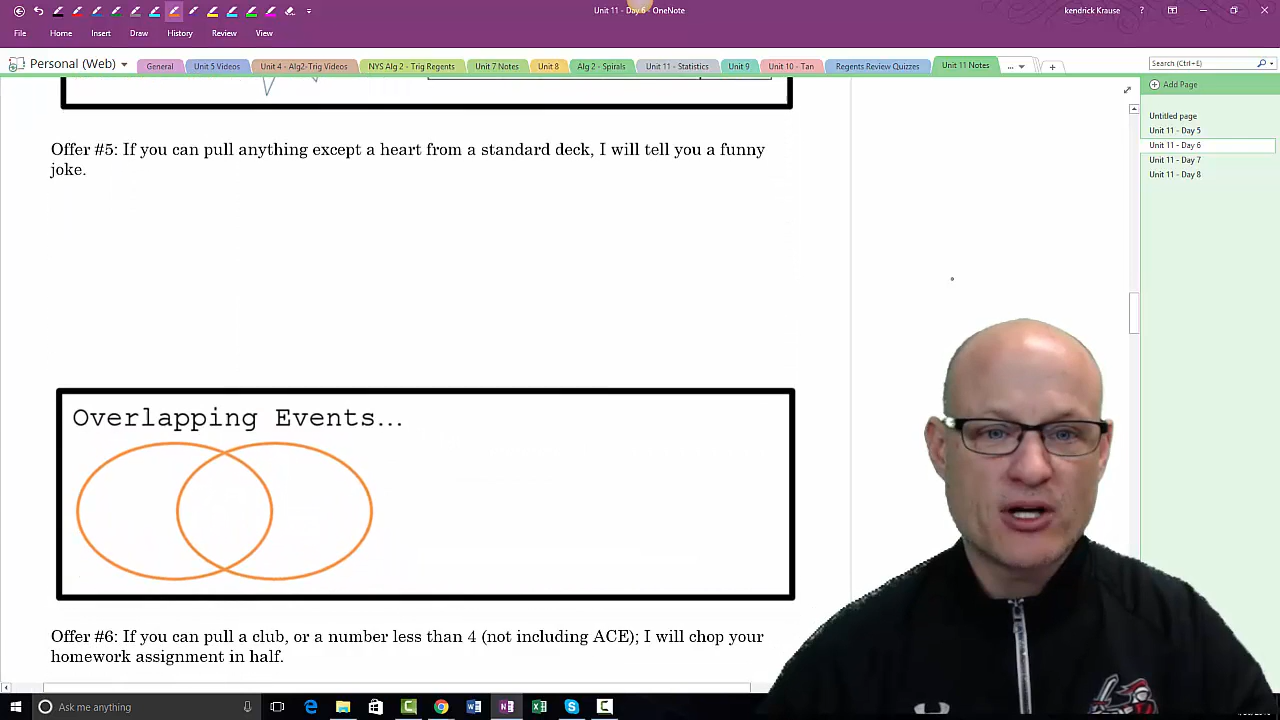 Unit 11 - Day 6 - OneNote
kendrick Krause
?
File
Home
Insert
Draw
History
Review
View
Personal (Web)
General
Unit 5 Videos
Unit 4 - Alg2-Trig Videos
NYS Alg 2 - Trig Regents
Unit 7 Notes
Unit 8
Alg 2 - Spirals
Unit 11 - Statistics
Unit 9
Unit 10 - Tan
Regents Review Quizzes
Unit 11 Notes
...
Search (Ctrl+E)
Add Page
Untitled page
Unit 11 - Day 5
Unit 11 - Day 6
Unit 11 - Day 7
Unit 11 - Day 8
Offer #5: If you can pull anything except a heart from a standard deck, I will tell you a funny
joke.
Overlapping Events…
Offer #6: If you can pull a club, or a number less than 4 (not including ACE); I will chop your
homework assignment in half.
Ask me anything